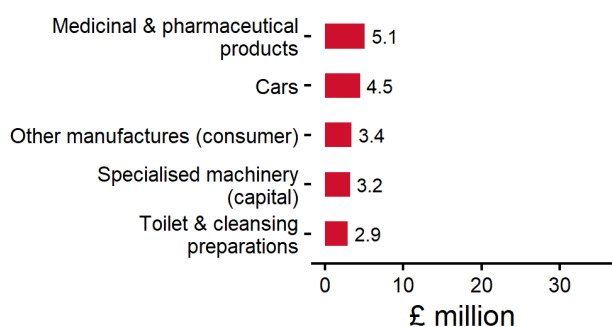 Medicinal & pharmaceutical
products
5.1
Cars
4.5
Other manufactures (consumer)
3.4
Specialised machinery
(capital)
3.2
Toilet & cleansing
preparations
2.9
0 10 20 30
£ million